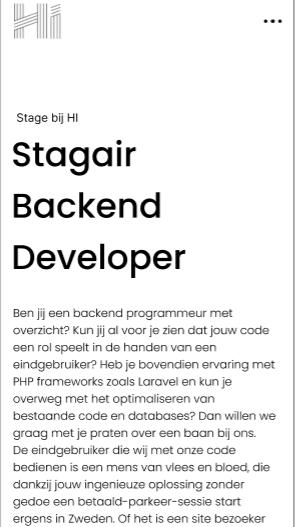 Hi
Stage bij HI
Stagair
Backend
Developer
Ben jij een backend programmeur met
overzicht? Kun jij al voor je zien dat jouw code
een rol speelt in de handen van een
eindgebruiker? Heb je bovendien ervaring met
PHP frameworks zoals Laravel en kun je
overweg met het optimaliseren van
bestaande code en databases? Dan willen we
graag met je praten over een baan bij ons.
De eindgebruiker die wij met onze code
bedienen is een mens van vlees en bloed, die
dankzij jouw ingenieuze oplossing zonder
gedoe een betaald-parkeer-sessie start
ergens in Zweden. Of het is een site bezoeker